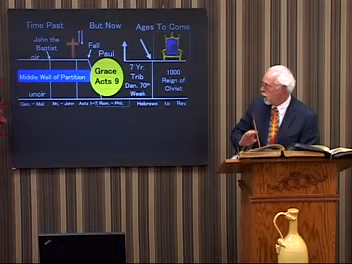 Time Past But Now Ages To Come
John the Baptist
Fall
Paul
cir
Middle Wall of Partition
Grace
Acts 9
7 Yr.
Trib
Dan. 70th
Week
1000
Reign of
Christ
uncir
Gen. - Mal. Mt. - John Acts 1-7 Rom. - Phil. Hebrews to Rev.